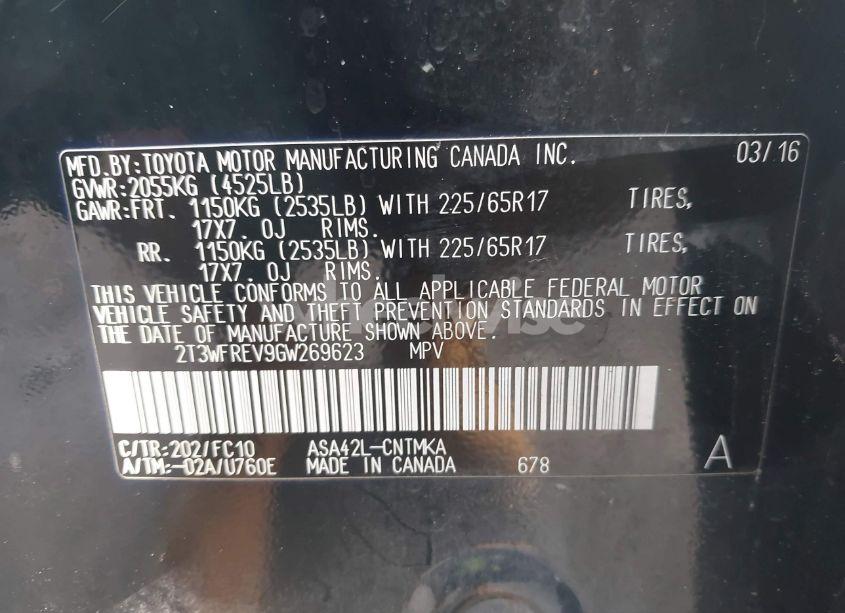 MFD.BY:TOYOTA MOTOR MANUFACTURING CANADA INC. 03/16
GVWR:2055KG (4525LB)
GAWR:FRT. 1150KG (2535LB) WITH 225/65R17 TIRES,
17X7. 0J RIMS.
RR. 1150KG (2535LB) WITH 225/65R17 TIRES,
17X7. 0J RIMS.
THIS VEHICLE CONFORMS TO ALL APPLICABLE FEDERAL MOTOR
VEHICLE SAFETY AND THEFT PREVENTION STANDARDS IN EFFECT ON
THE DATE OF MANUFACTURE SHOWN ABOVE.
2T3WFREV9GW269623 MPV
C/TR:202/FC10 ASA42L-CNTMKA
A/TM:-02A/U760E MADE IN CANADA 678 A